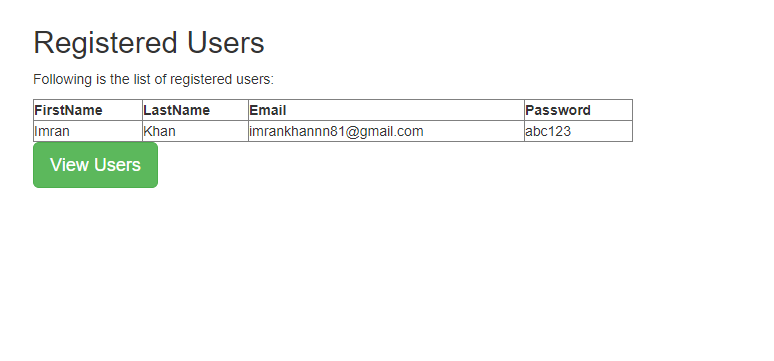 Registered Users
Following is the list of registered users:
FirstName LastName Email Password
Imran Khan imrankhannn81@gmail.com abc123
View Users